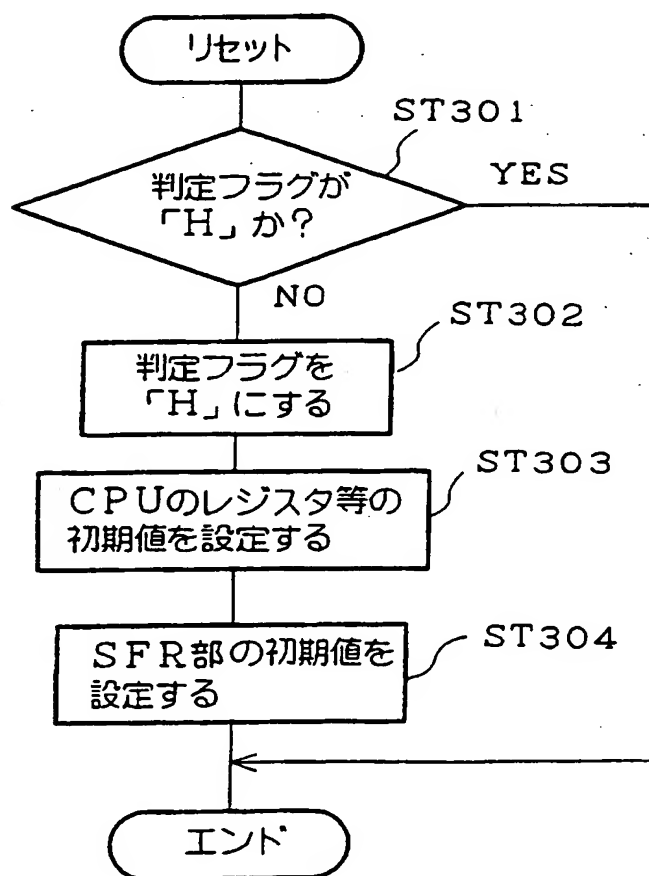 リセット
ST301
判定フラグが
「H」か?
YES
NO
ST302
判定フラグを
「H」にする
ST303
CPUのレジスタ等の
初期値を設定する
ST304
SFR部の初期値を
設定する
エンド